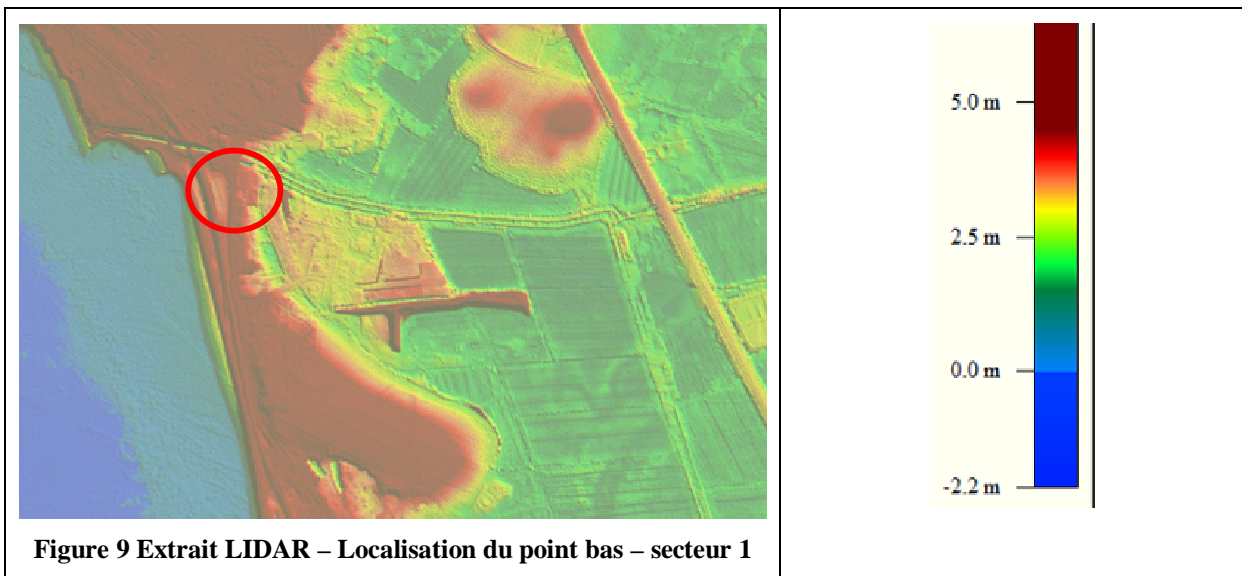 5.0 m
2.5 m
0.0 m
-2.2 m
Figure 9 Extrait LIDAR – Localisation du point bas – secteur 1